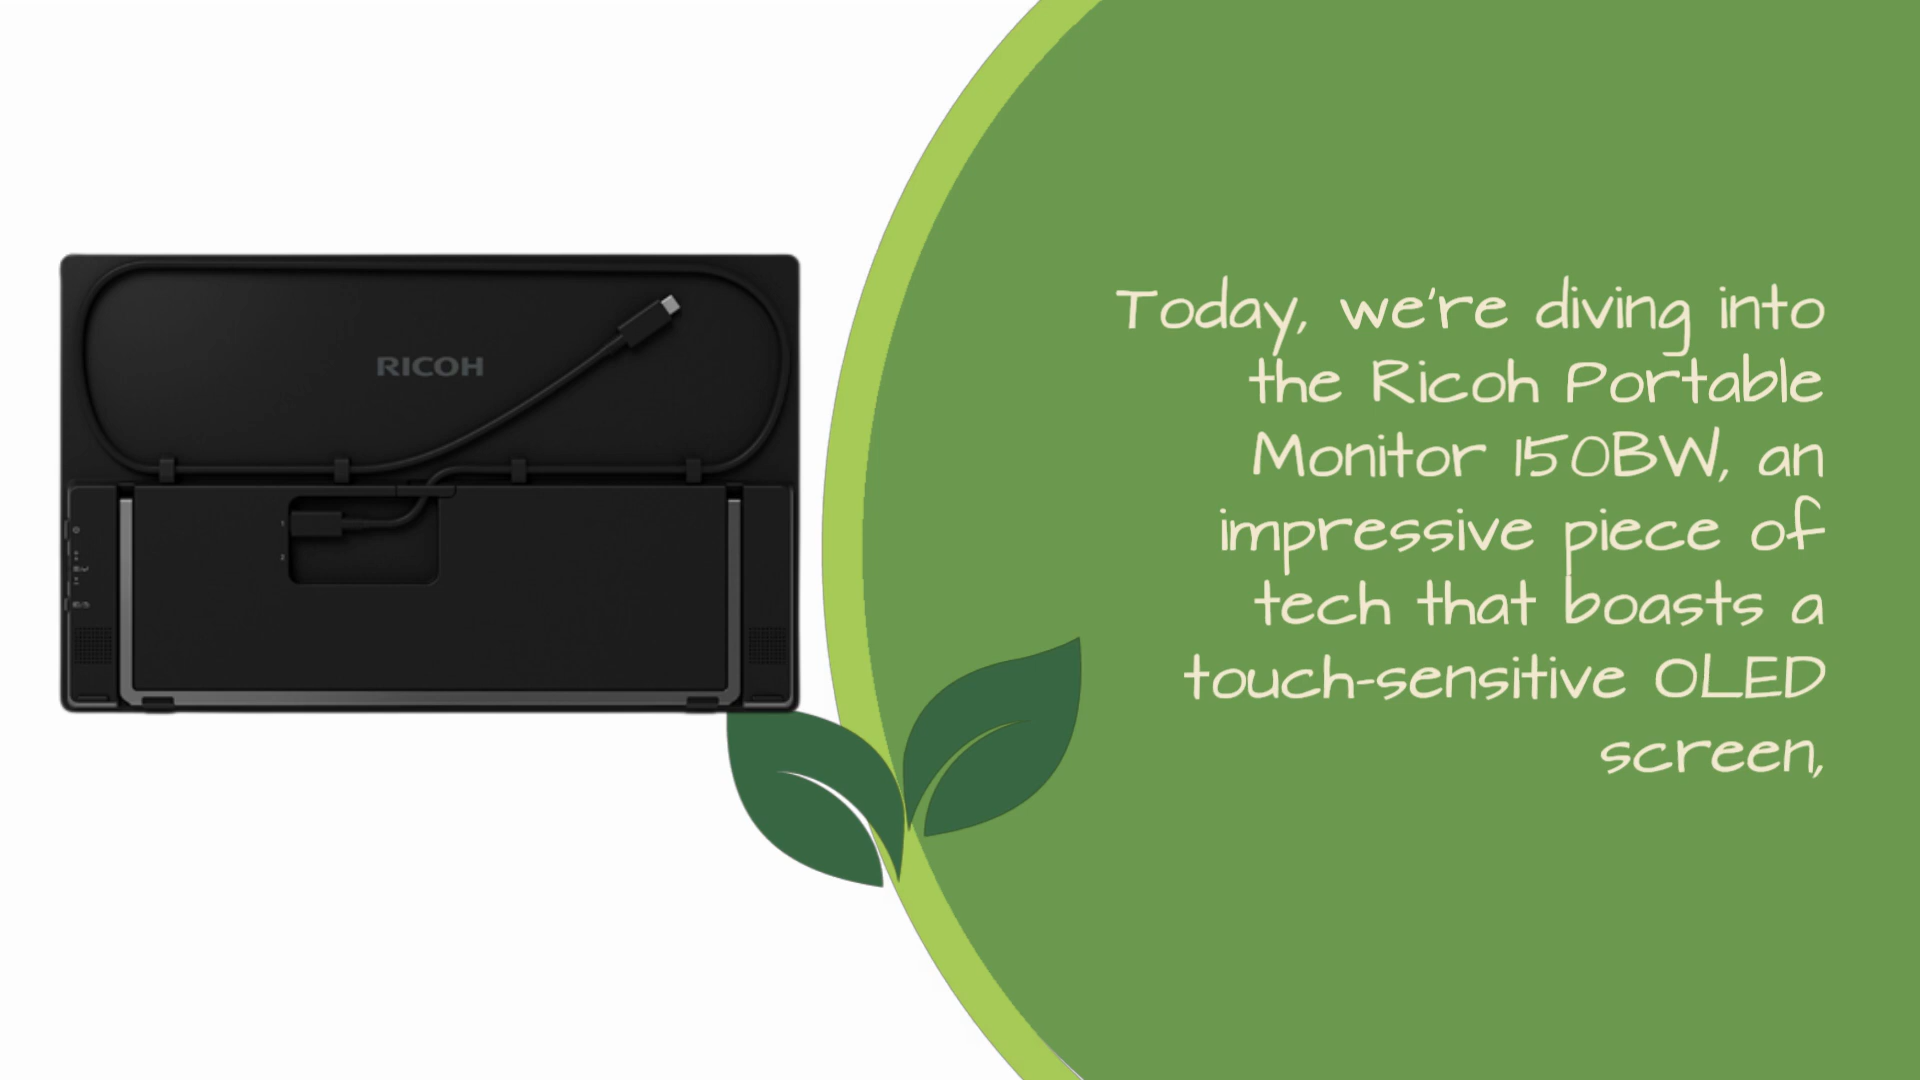 RICOH
Today, we're diving into
the Ricoh Portable
Monitor 150BW, an
impressive piece of
tech that boasts a
touch-sensitive OLED
screen,